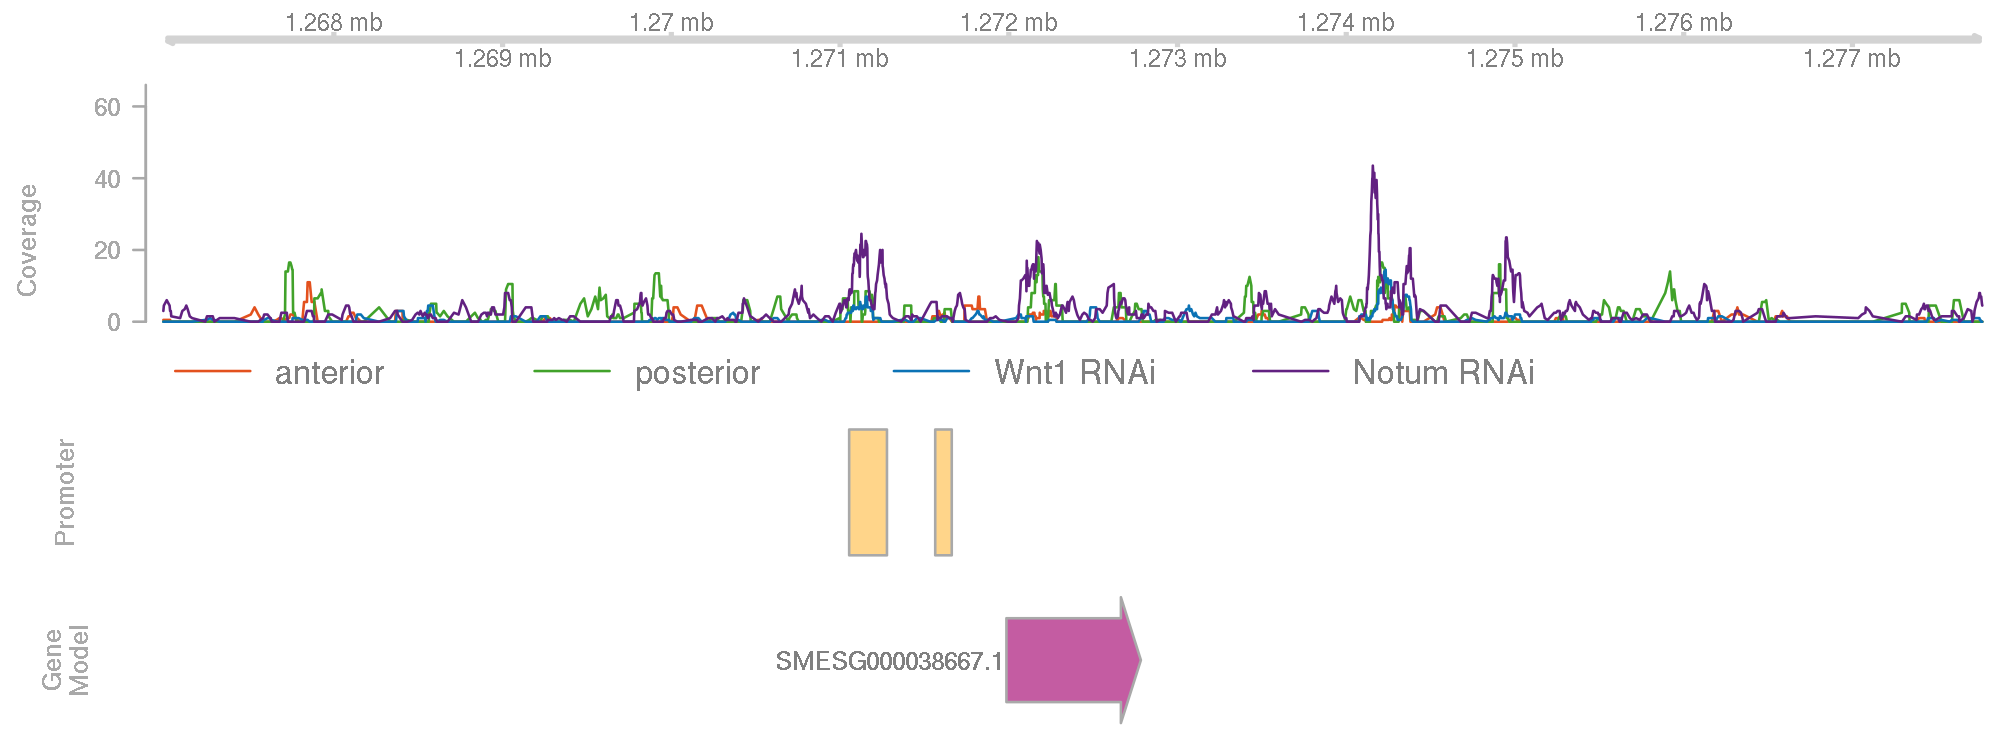 1.268 mb 1.27 mb 1.272 mb 1.274 mb 1.276 mb
1.269 mb 1.271 mb 1.273 mb 1.275 mb 1.277 mb
60
40
20
0
Coverage
anterior posterior Wnt1 RNAi Notum RNAi
Promoter
Gene
Model
SMESG000038667.1